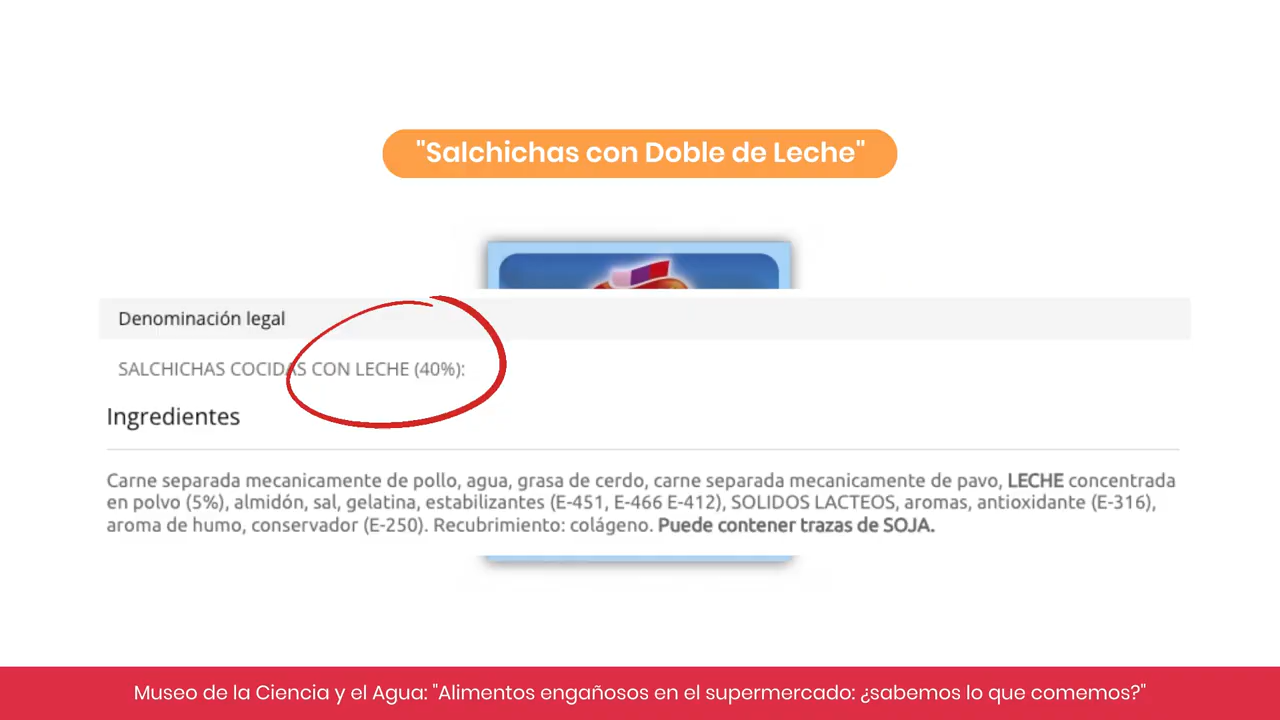 "Salchichas con Doble de Leche"
Denominación legal
SALCHICHAS COCIDAS CON LECHE (40%):
Ingredientes
Carne separada mecanicamente de pollo, agua, grasa de cerdo, carne separada mecanicamente de pavo, LECHE concentrada
en polvo (5%), almidón, sal, gelatina, estabilizantes (E-451, E-466 E-412), SOLIDOS LACTEOS, aromas, antioxidante (E-316),
aroma de humo, conservador (E-250). Recubrimiento: colágeno. Puede contener trazas de SOJA.
Museo de la Ciencia y el Agua: "Alimentos engañosos en el supermercado: ¿sabemos lo que comemos?"